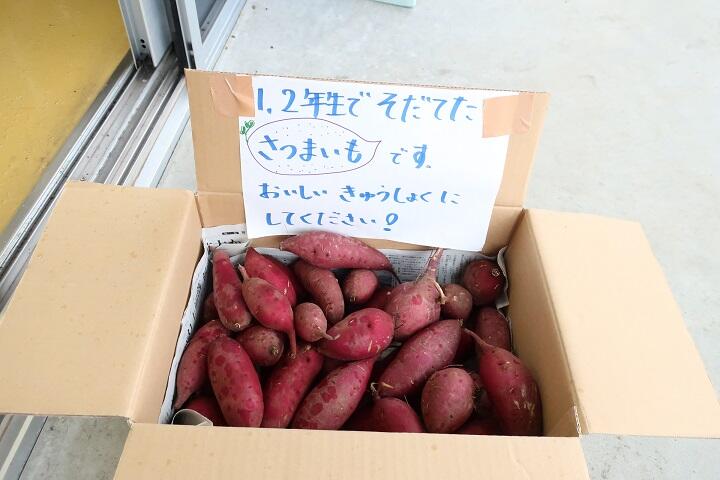 1,2年生でそだてた
さつまいもです。
おいしい きゅうしょくに
してください!